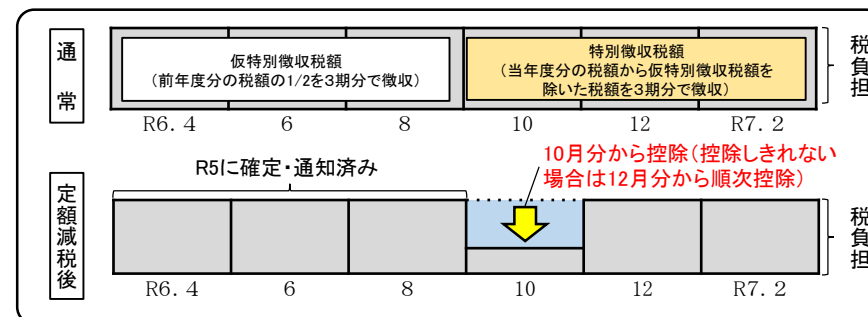 通常
仮特別徴収税額
(前年度分の税額の1/2を3期分で徴収)
特別徴収税額
(当年度分の税額から仮特別徴収税額を
除いた税額を3期分で徴収)
税負担
R6.4 6 8 10 12 R7.2
R5に確定・通知済み
10月分から控除(控除しきれない
場合は12月分から順次控除)
定額減税後
税負担
R6.4 6 8 10 12 R7.2